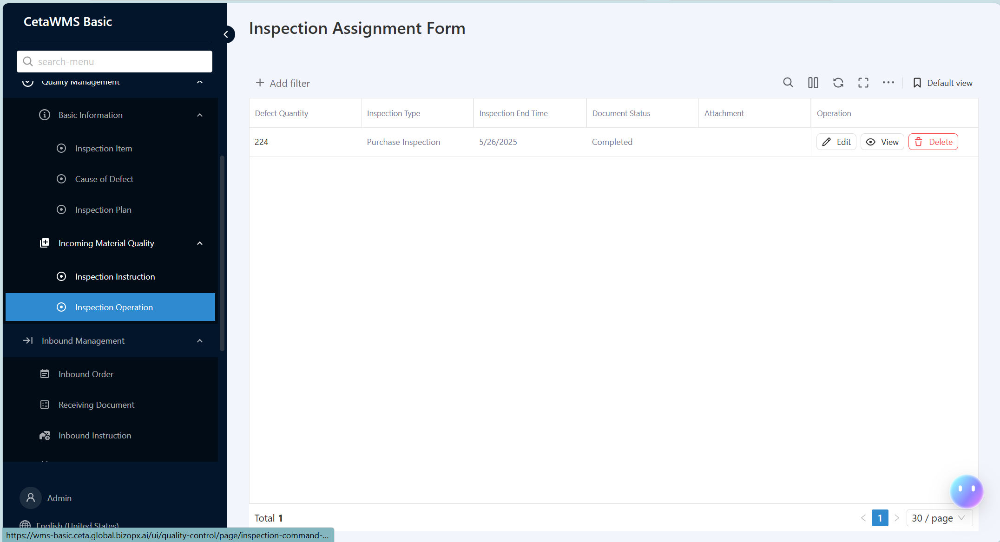 CetaWMS Basic
search-menu
Quality Management
Basic Information
Inspection Item
Cause of Defect
Inspection Plan
Incoming Material Quality
Inspection Instruction
Inspection Operation
Inbound Management
Inbound Order
Receiving Document
Inbound Instruction
Admin
English (United States)
https://wms-basic.ceta.global.bizopx.ai/ui/quality-control/page/inspection-command-...
Inspection Assignment Form
Add filter
Default view
Defect Quantity Inspection Type Inspection End Time Document Status Attachment Operation
224 Purchase Inspection 5/26/2025 Completed Edit View Delete
Total 1
1
30 / page